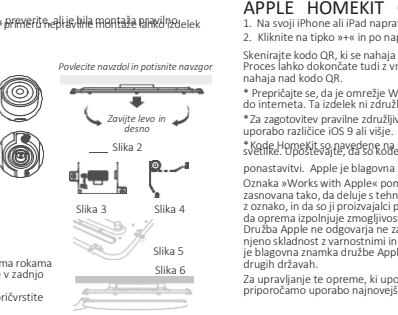 preverite, ali je bila montaža pravilno
primeru nepravilne montaže lahko izdelek
Povlecite navzdol in potisnite navzgor
Zavijte levo in
desno
Slika 2
Slika 3
Slika 4
Slika 5
Slika 6
ma rokama
e v zadnjo
ričvrstite
APPLE HOMEKIT
1. Na svoji iPhone ali iPad naprav
2. Kliknite na tipko »+« in po nap
Skenirajte kodo QR, ki se nahaja
Proces lahko dokončate tudi z vn
nahaja nad kodo QR.
* Prepričajte se, da je omrežje W
do interneta. Ta izdelek ni združl
*Za zagotovitev pravilne združljiv
uporabo različice iOS 9 ali višje.
*Kode HomeKit so navedene na
svetilke. Upoštevajte, da so kode
ponastavitvi. Apple je blagovna
Oznaka »Works with Apple« pom
zasnovana tako, da deluje s tehn
z oznako, in da so ji proizvajalci p
da oprema izpolnjuje zmogljivost
Družba Apple ne odgovarja ne za
njeno skladnost z varnostnimi in
je blagovna znamka družbe Appl
drugih državah.
Za upravljanje te opreme, ki upo
priporočamo uporabo najnovejš